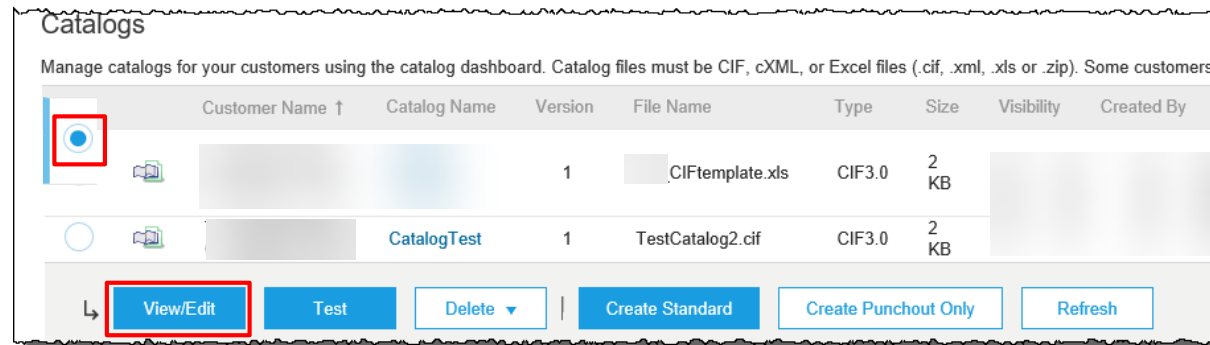 Catalogs
Manage catalogs for your customers using the catalog dashboard. Catalog files must be CIF, cXML, or Excel files (.cif, .xml, .xls or .zip). Some customers
Customer Name ↑ Catalog Name Version File Name Type Size Visibility Created By
1 _CIFtemplate.xls CIF3.0 2 KB
CatalogTest 1 TestCatalog2.cif CIF3.0 2 KB
View/Edit Test Delete ▼ | Create Standard Create Punchout Only Refresh